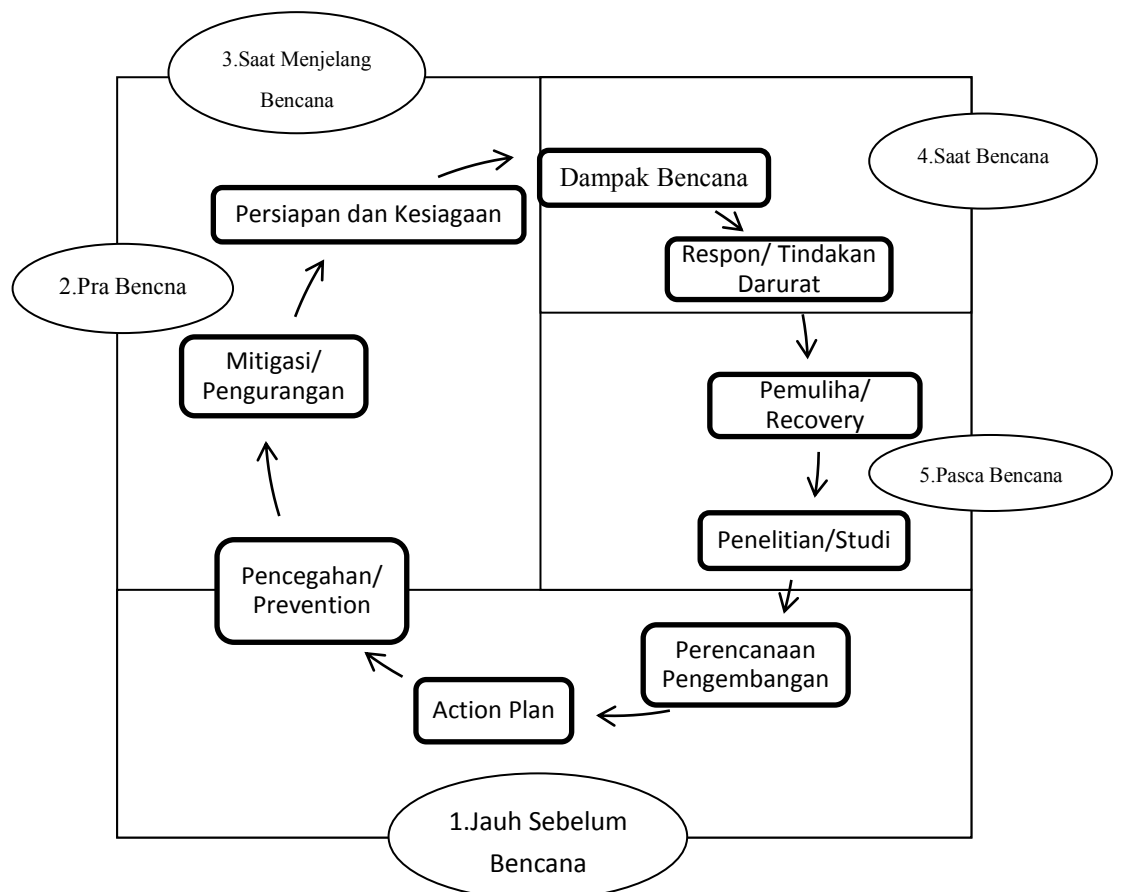 3.Saat Menjelang
Bencana
4.Saat Bencana
Dampak Bencana
Persiapan dan Kesiagaan
Respon/ Tindakan
Darurat
2.Pra Bencna
Mitigasi/
Pengurangan
Pemuliha/
Recovery
5.Pasca Bencana
Penelitian/Studi
Pencegahan/
Prevention
Perencanaan
Pengembangan
Action Plan
1.Jauh Sebelum
Bencana